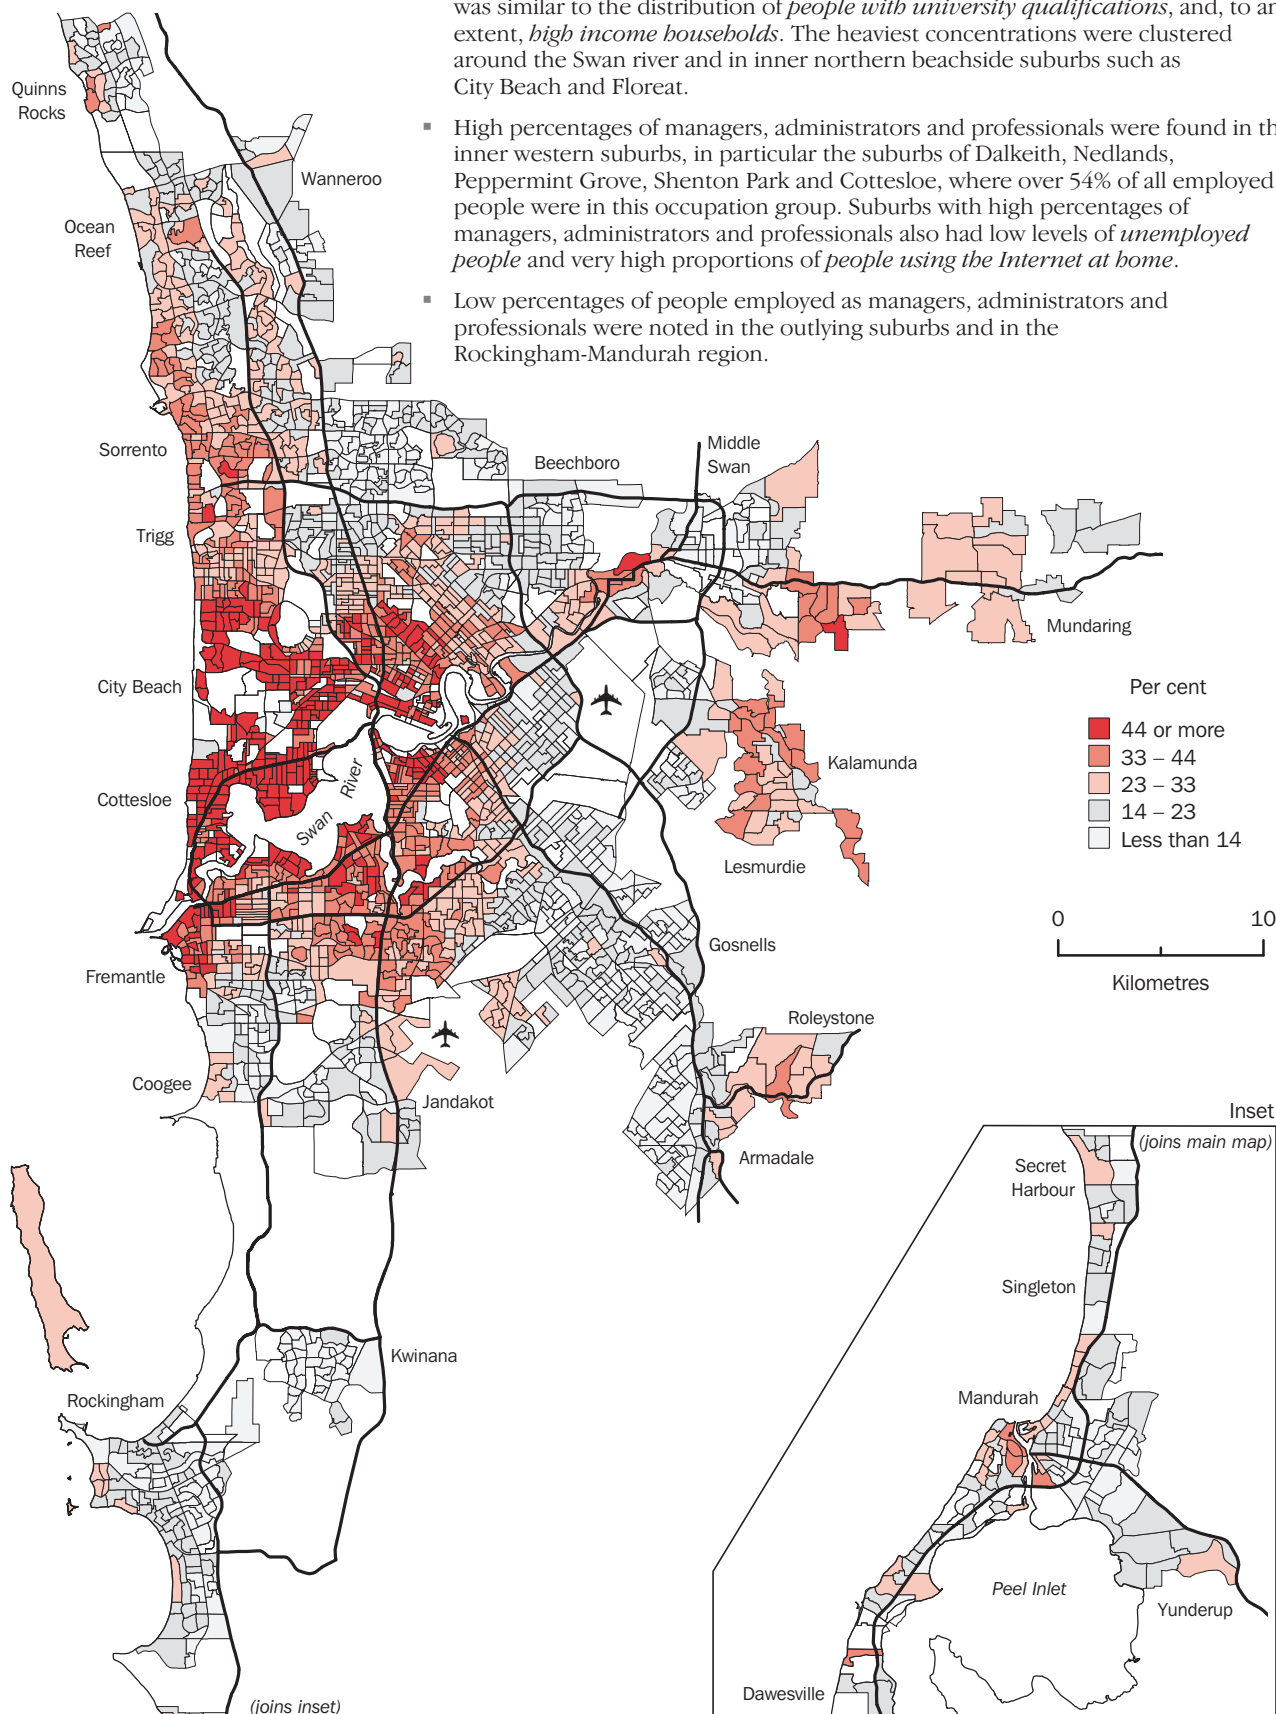 was similar to the distribution of people with university qualifications, and, to an
extent, high income households. The heaviest concentrations were clustered
around the Swan river and in inner northern beachside suburbs such as
City Beach and Floreat.
▪ High percentages of managers, administrators and professionals were found in th
inner western suburbs, in particular the suburbs of Dalkeith, Nedlands,
Peppermint Grove, Shenton Park and Cottesloe, where over 54% of all employed
people were in this occupation group. Suburbs with high percentages of
managers, administrators and professionals also had low levels of unemployed
people and very high proportions of people using the Internet at home.
▪ Low percentages of people employed as managers, administrators and
professionals were noted in the outlying suburbs and in the
Rockingham-Mandurah region.
Quinns
Rocks
Wanneroo
Ocean
Reef
Sorrento
Beechboro
Middle
Swan
Trigg
Mundaring
City Beach
Per cent
44 or more
33 – 44
23 – 33
14 – 23
Less than 14
Kalamunda
Cottesloe
Swan
River
Lesmurdie
0
10
Kilometres
Gosnells
Fremantle
Roleystone
Coogee
Jandakot
Armadale
Inset
(joins main map)
Secret
Harbour
Singleton
Kwinana
Rockingham
Mandurah
Peel Inlet
Yunderup
Dawesville
(joins inset)